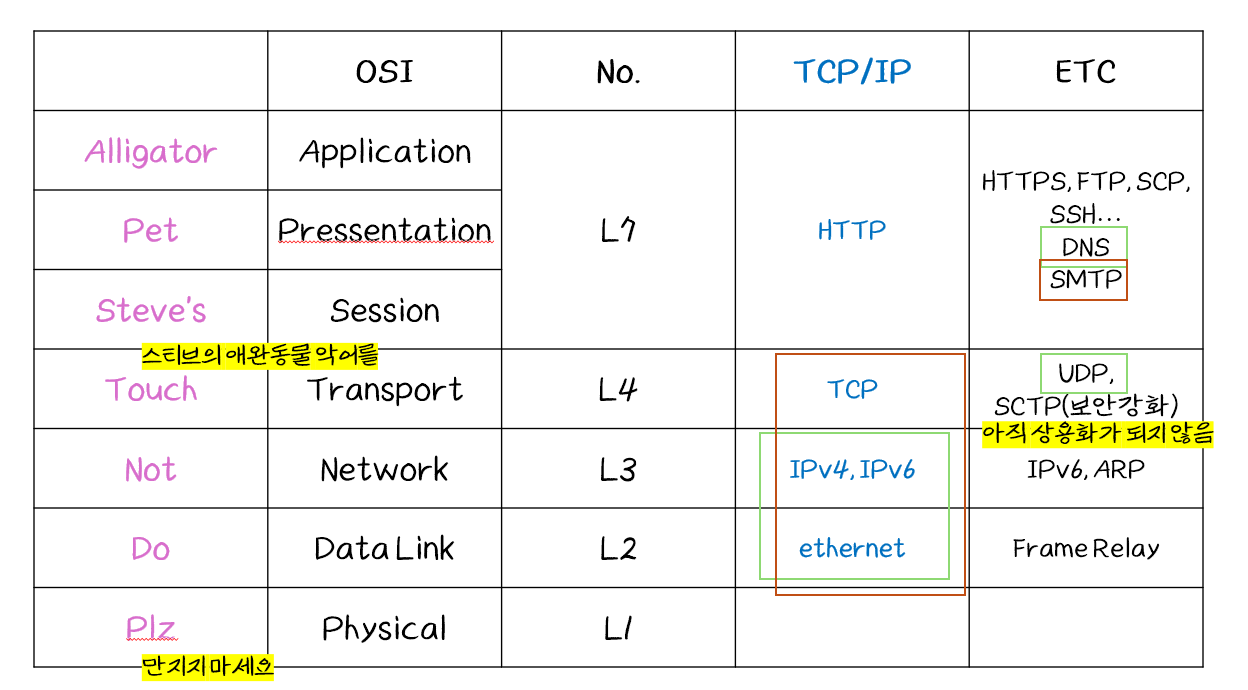 OSI
No.
TCP/IP
ETC
Alligator
Application
Pet
Pressentation
Steve's
Session
L7
HTTP
HTTPS, FTP, SCP,
SSH...
DNS
SMTP
스티브의 애완동물 악어를
Touch
Transport
L4
TCP
UDP,
SCTP(보안강화)
아직 상용화가 되지 않음
Not
Network
L3
IPv4, IPv6
IPv6, ARP
Do
Data Link
L2
ethernet
Frame Relay
Plz
Physical
L1
만지지 마세요